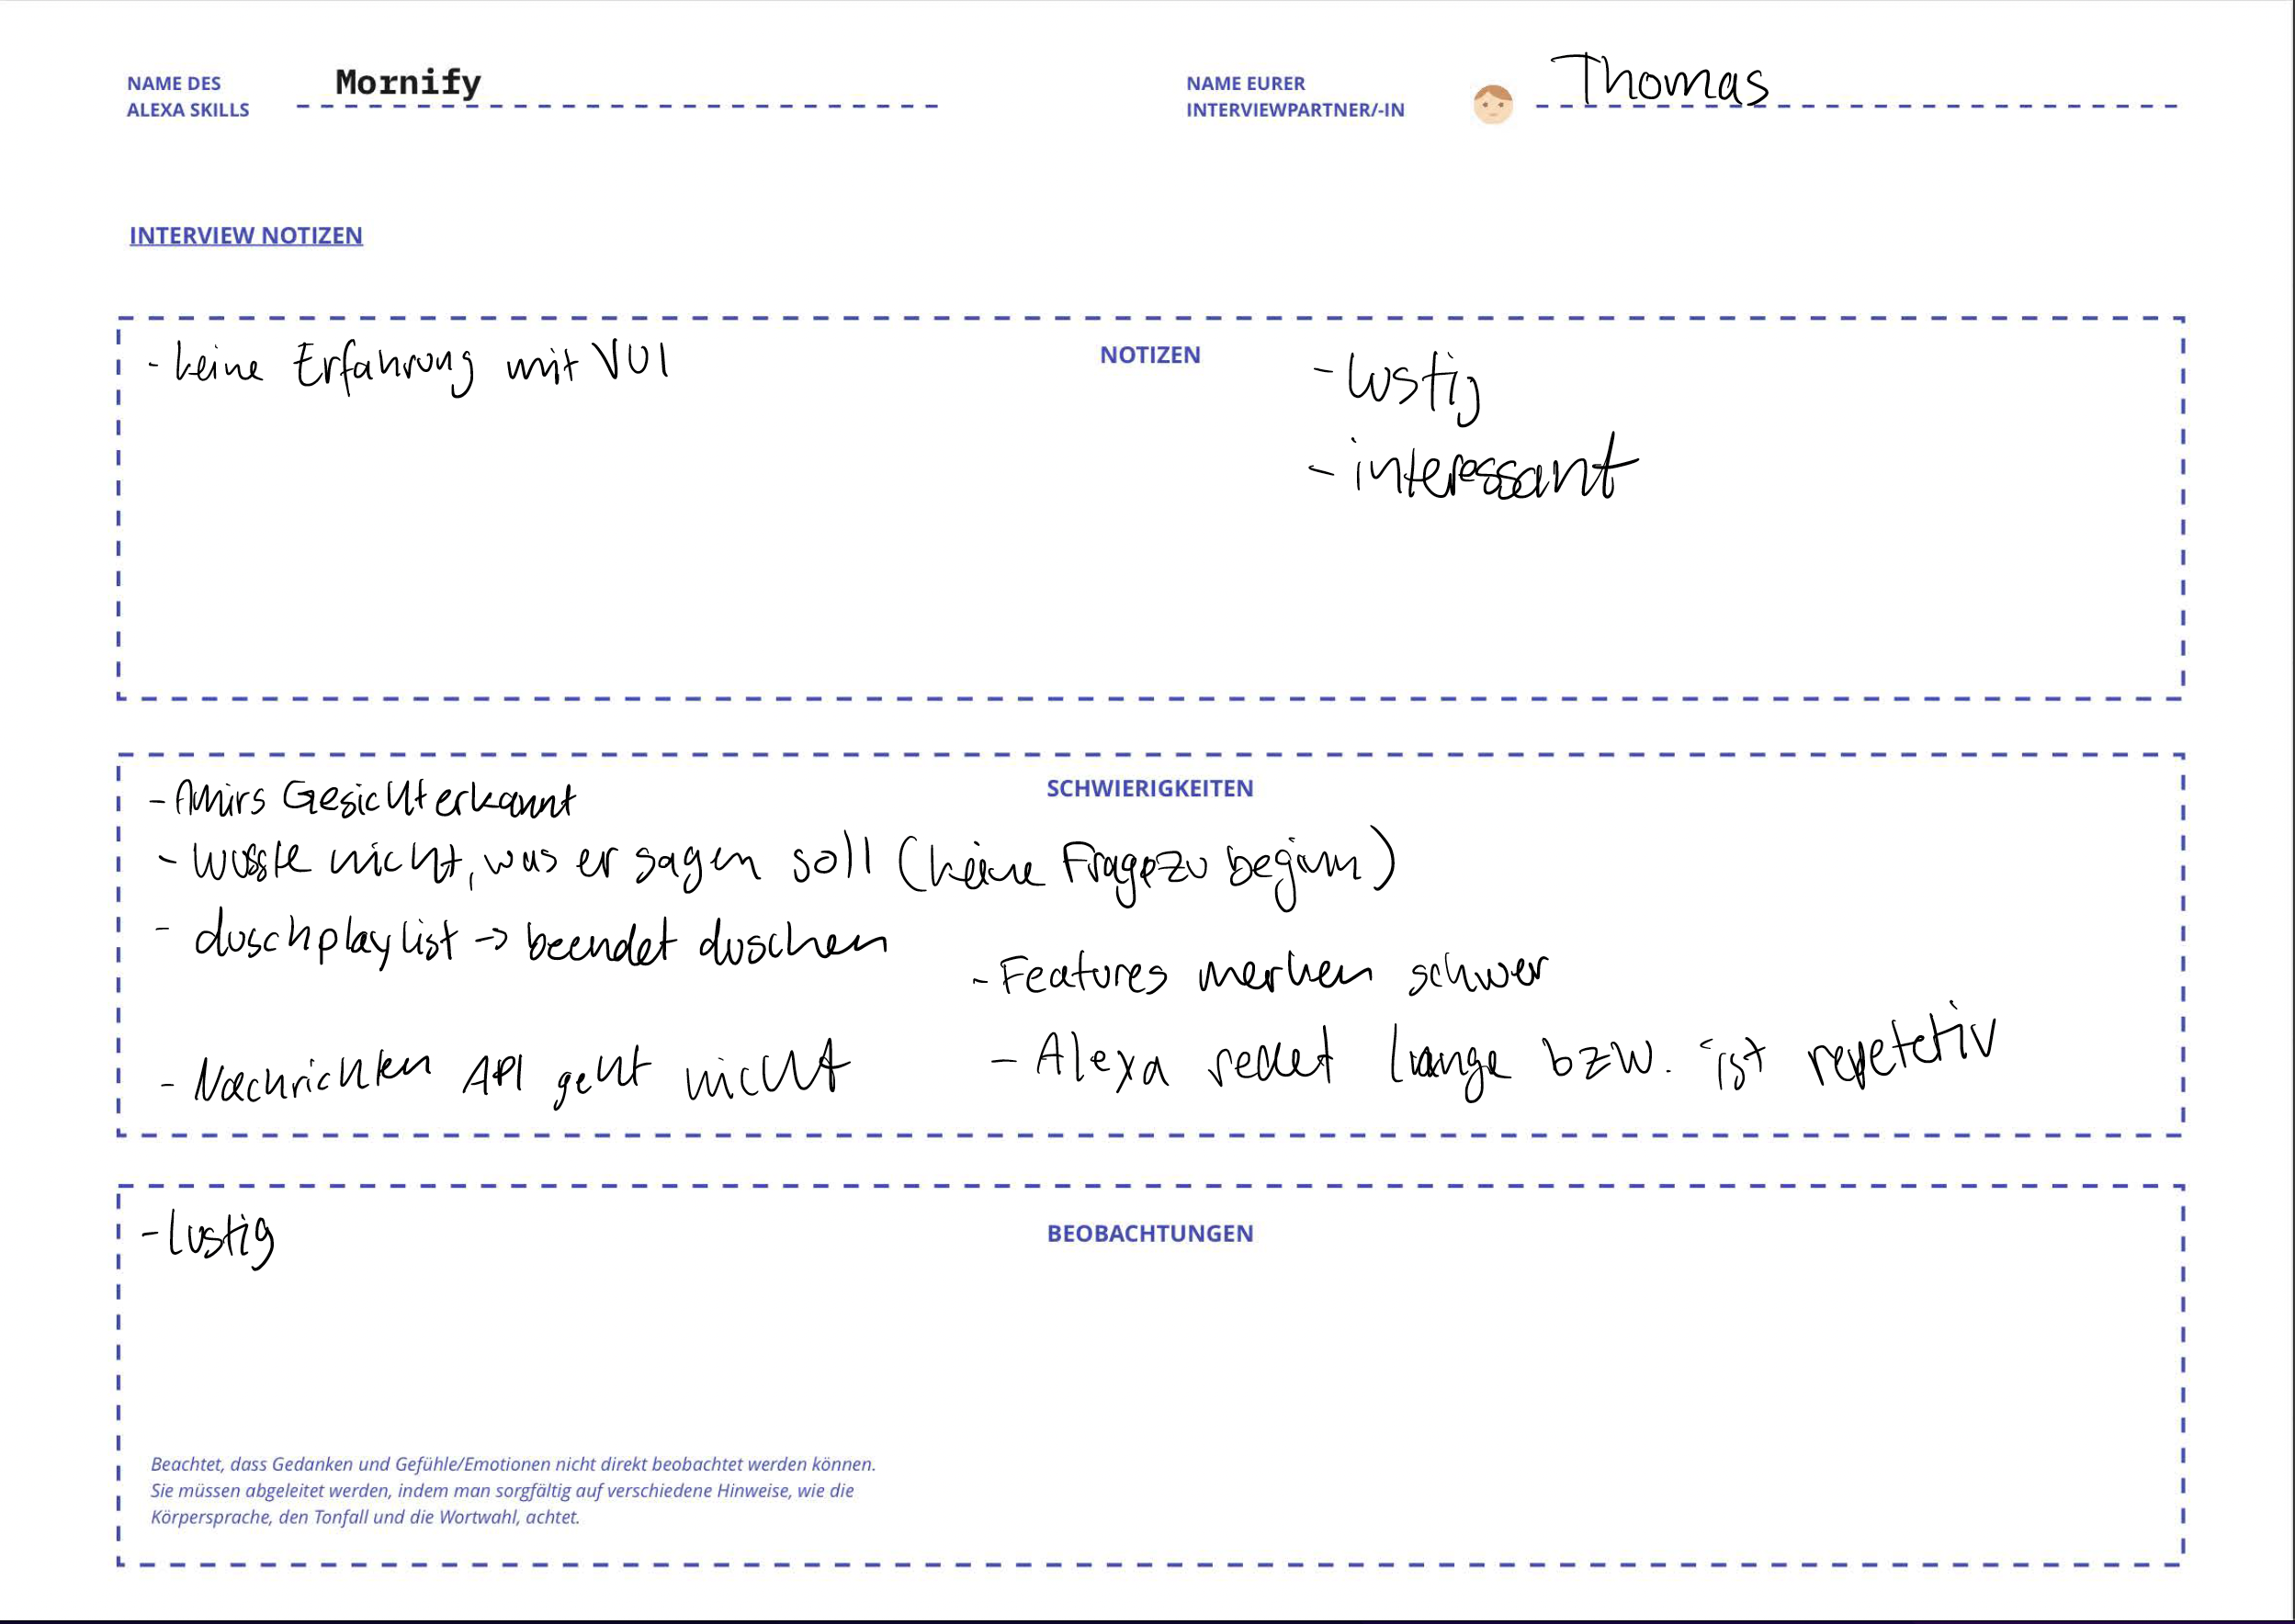 NAME DES
ALEXA SKILLS
Mornify
NAME EURER
INTERVIEWPARTNER/-IN
Thomas
INTERVIEW NOTIZEN
NOTIZEN
- keine Erfahrung mit VUI
- lustig
- interessant
SCHWIERIGKEITEN
- Amirs Gesicht erkannt
- wusste nicht, was er sagen soll (keine Frage zu beginn)
- duschplaylist -> beendet duschen
- Features merken schwer
- Nachrichten API geht nicht
- Alexa redet lange bzw. ist repetetiv
BEOBACHTUNGEN
- lustig
Beachtet, dass Gedanken und Gefühle/Emotionen nicht direkt beobachtet werden können.
Sie müssen abgeleitet werden, indem man sorgfältig auf verschiedene Hinweise, wie die
Körpersprache, den Tonfall und die Wortwahl, achtet.